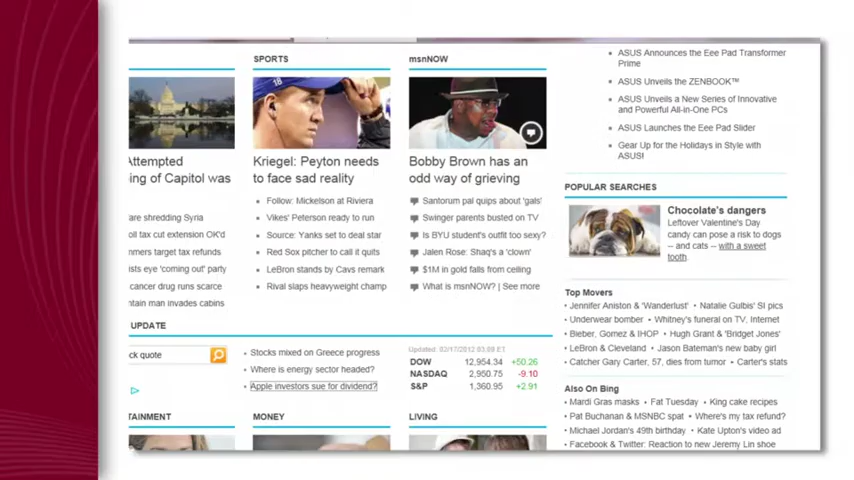 SPORTS
msnNOW
18
Attempted
ing of Capitol was
are shredding Syria
oll tax cut extension OK'd
nmers target tax refunds
ists eye 'coming out' party
cancer drug runs scarce
ntain man invades cabins
Kriegel: Peyton needs
to face sad reality
Follow: Mickelson at Riviera
Vikes' Peterson ready to run
Source: Yanks set to deal star
Red Sox pitcher to call it quits
LeBron stands by Cavs remark
Rival slaps heavyweight champ
Bobby Brown has an
odd way of grieving
Santorum pal quips about 'gals'
Swinger parents busted on TV
Is BYU student's outfit too sexy?
Jalen Rose: Shaq's a 'clown'
$1M in gold falls from ceiling
What is msnNOW? | See more
ASUS Announces the Eee Pad Transformer
Prime
ASUS Unveils the ZENBOOK™
ASUS Unveils a New Series of Innovative
and Powerful All-in-One PCs
ASUS Launches the Eee Pad Slider
Gear Up for the Holidays in Style with
ASUS!
POPULAR SEARCHES
Chocolate's dangers
Leftover Valentine's Day
candy can pose a risk to dogs
-- and cats -- with a sweet
tooth.
Top Movers
Jennifer Aniston & 'Wanderlust' • Natalie Gulbis' SI pics
Underwear bomber • Whitney's funeral on TV, Internet
Bieber, Gomez & IHOP • Hugh Grant & 'Bridget Jones'
LeBron & Cleveland • Jason Bateman's new baby girl
Catcher Gary Carter, 57, dies from tumor • Carter's stats
Also On Bing
Mardi Gras masks • Fat Tuesday • King cake recipes
Pat Buchanan & MSNBC spat • Where's my tax refund?
Michael Jordan's 49th birthday • Kate Upton's video ad
Facebook & Twitter: Reaction to new Jeremy Lin shoe
UPDATE
ck quote
Stocks mixed on Greece progress
Where is energy sector headed?
Apple investors sue for dividend?
Updated: 02/17/2012 03:09 ET
DOW 12,954.34 +50.26
NASDAQ 2,950.75 -9.10
S&P 1,360.95 +2.91
TAINMENT
MONEY
LIVING